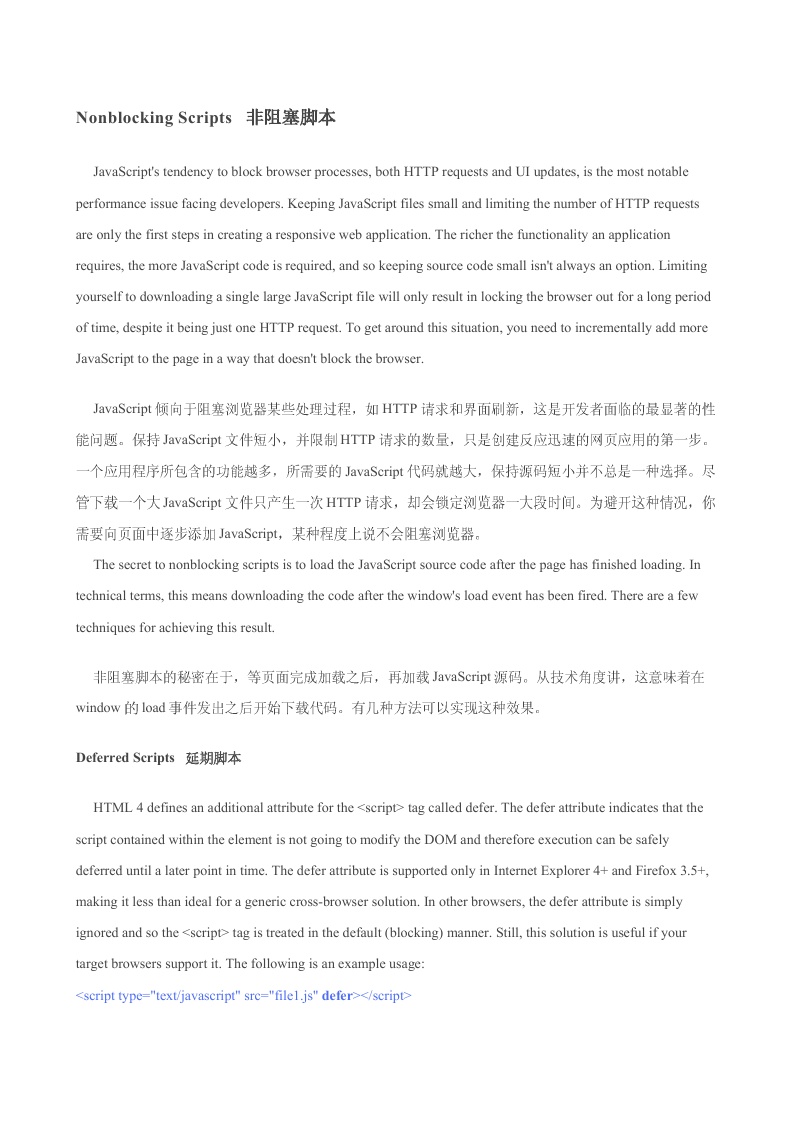 Nonblocking Scripts 非阻塞脚本
JavaScript's tendency to block browser processes, both HTTP requests and UI updates, is the most notable
performance issue facing developers. Keeping JavaScript files small and limiting the number of HTTP requests
are only the first steps in creating a responsive web application. The richer the functionality an application
requires, the more JavaScript code is required, and so keeping source code small isn't always an option. Limiting
yourself to downloading a single large JavaScript file will only result in locking the browser out for a long period
of time, despite it being just one HTTP request. To get around this situation, you need to incrementally add more
JavaScript to the page in a way that doesn't block the browser.
JavaScript 倾向于阻塞浏览器某些处理过程，如 HTTP 请求和界面刷新，这是开发者面临的最显著的性
能问题。保持 JavaScript 文件短小，并限制 HTTP 请求的数量，只是创建反应迅速的网页应用的第一步。
一个应用程序所包含的功能越多，所需要的 JavaScript 代码就越大，保持源码短小并不总是一种选择。尽
管下载一个大 JavaScript 文件只产生一次 HTTP 请求，却会锁定浏览器一大段时间。为避开这种情况，你
需要向页面中逐步添加 JavaScript，某种程度上说不会阻塞浏览器。
The secret to nonblocking scripts is to load the JavaScript source code after the page has finished loading. In
technical terms, this means downloading the code after the window's load event has been fired. There are a few
techniques for achieving this result.
非阻塞脚本的秘密在于，等页面完成加载之后，再加载 JavaScript 源码。从技术角度讲，这意味着在
window 的 load 事件发出之后开始下载代码。有几种方法可以实现这种效果。
Deferred Scripts 延期脚本
HTML 4 defines an additional attribute for the <script> tag called defer. The defer attribute indicates that the
script contained within the element is not going to modify the DOM and therefore execution can be safely
deferred until a later point in time. The defer attribute is supported only in Internet Explorer 4+ and Firefox 3.5+,
making it less than ideal for a generic cross-browser solution. In other browsers, the defer attribute is simply
ignored and so the <script> tag is treated in the default (blocking) manner. Still, this solution is useful if your
target browsers support it. The following is an example usage:
<script type="text/javascript" src="file1.js" defer></script>